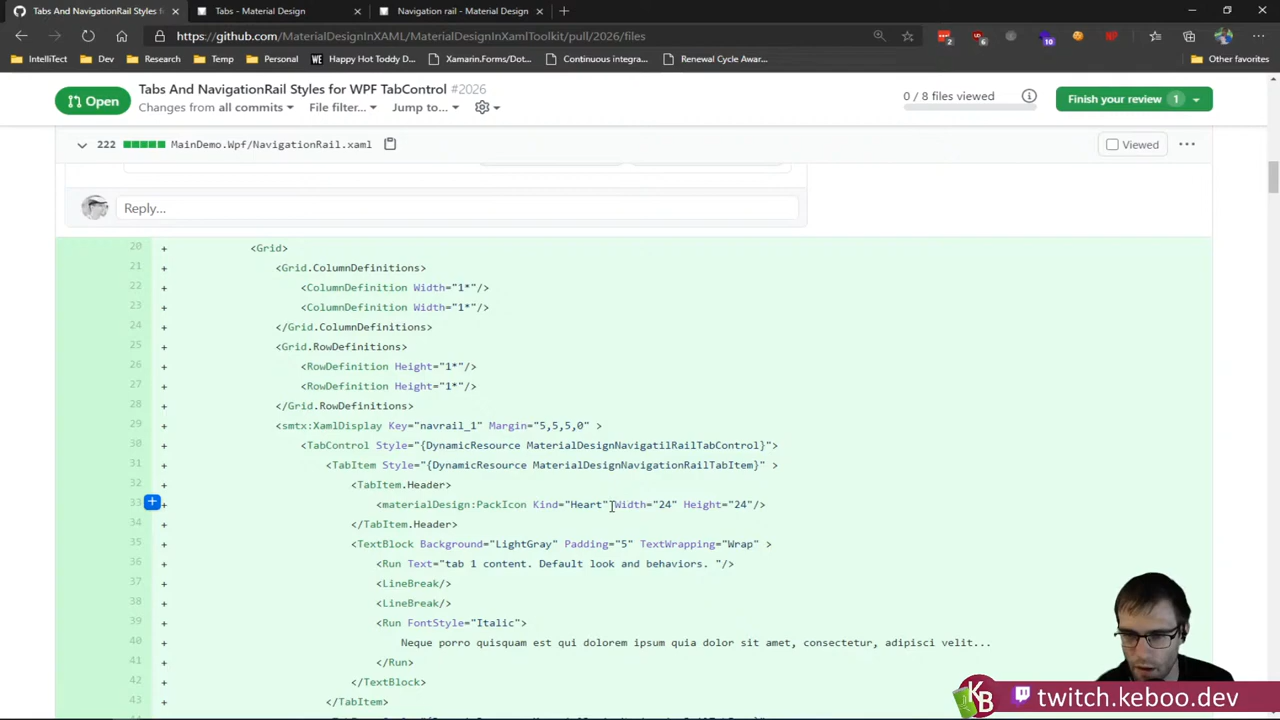 Tabs And NavigationRail Styles for
Tabs - Material Design
Navigation rail - Material Design
https://github.com/MaterialDesignInXAML/MaterialDesignInXamlToolkit/pull/2026/files
2
6
10
IntelliTect
Dev
Research
Temp
Personal
WE
Happy Hot Toddy D...
Xamarin.Forms/Dot...
Continuous integra...
Renewal Cycle Awar...
Other favorites
Open
Tabs And NavigationRail Styles for WPF TabControl #2026
Changes from all commits
File filter...
Jump to...
0 / 8 files viewed
Finish your review 1
222 MainDemo.Wpf/NavigationRail.xaml
Viewed
Reply...
20 + <Grid>
21 + <Grid.ColumnDefinitions>
22 + <ColumnDefinition Width="1*"/>
23 + <ColumnDefinition Width="1*"/>
24 + </Grid.ColumnDefinitions>
25 + <Grid.RowDefinitions>
26 + <RowDefinition Height="1*"/>
27 + <RowDefinition Height="1*"/>
28 + </Grid.RowDefinitions>
29 + <smtx:XamlDisplay Key="navrail_1" Margin="5,5,5,0" >
30 + <TabControl Style="{DynamicResource MaterialDesignNavigatilRailTabControl}">
31 + <TabItem Style="{DynamicResource MaterialDesignNavigationRailTabItem}" >
32 + <TabItem.Header>
33 + <materialDesign:PackIcon Kind="Heart" Width="24" Height="24"/>
34 + </TabItem.Header>
35 + <TextBlock Background="LightGray" Padding="5" TextWrapping="Wrap" >
36 + <Run Text="tab 1 content. Default look and behaviors. "/>
37 + <LineBreak/>
38 + <LineBreak/>
39 + <Run FontStyle="Italic">
40 + Neque porro quisquam est qui dolorem ipsum quia dolor sit amet, consectetur, adipisci velit...
41 + </Run>
42 + </TextBlock>
43 + </TabItem>
KB
twitch.keboo.dev